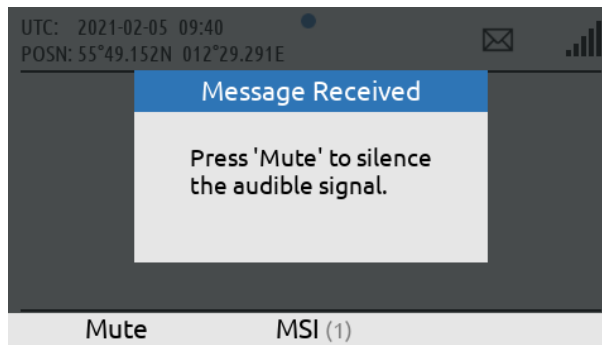 UTC: 2021-02-05 09:40
POSN: 55°49.152N 012°29.291E
Message Received
Press 'Mute' to silence
the audible signal.
Mute MSI (1)